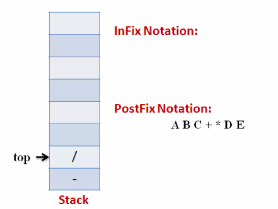 InFix Notation:
PostFix Notation:
A B C + * D E
top /
-
Stack